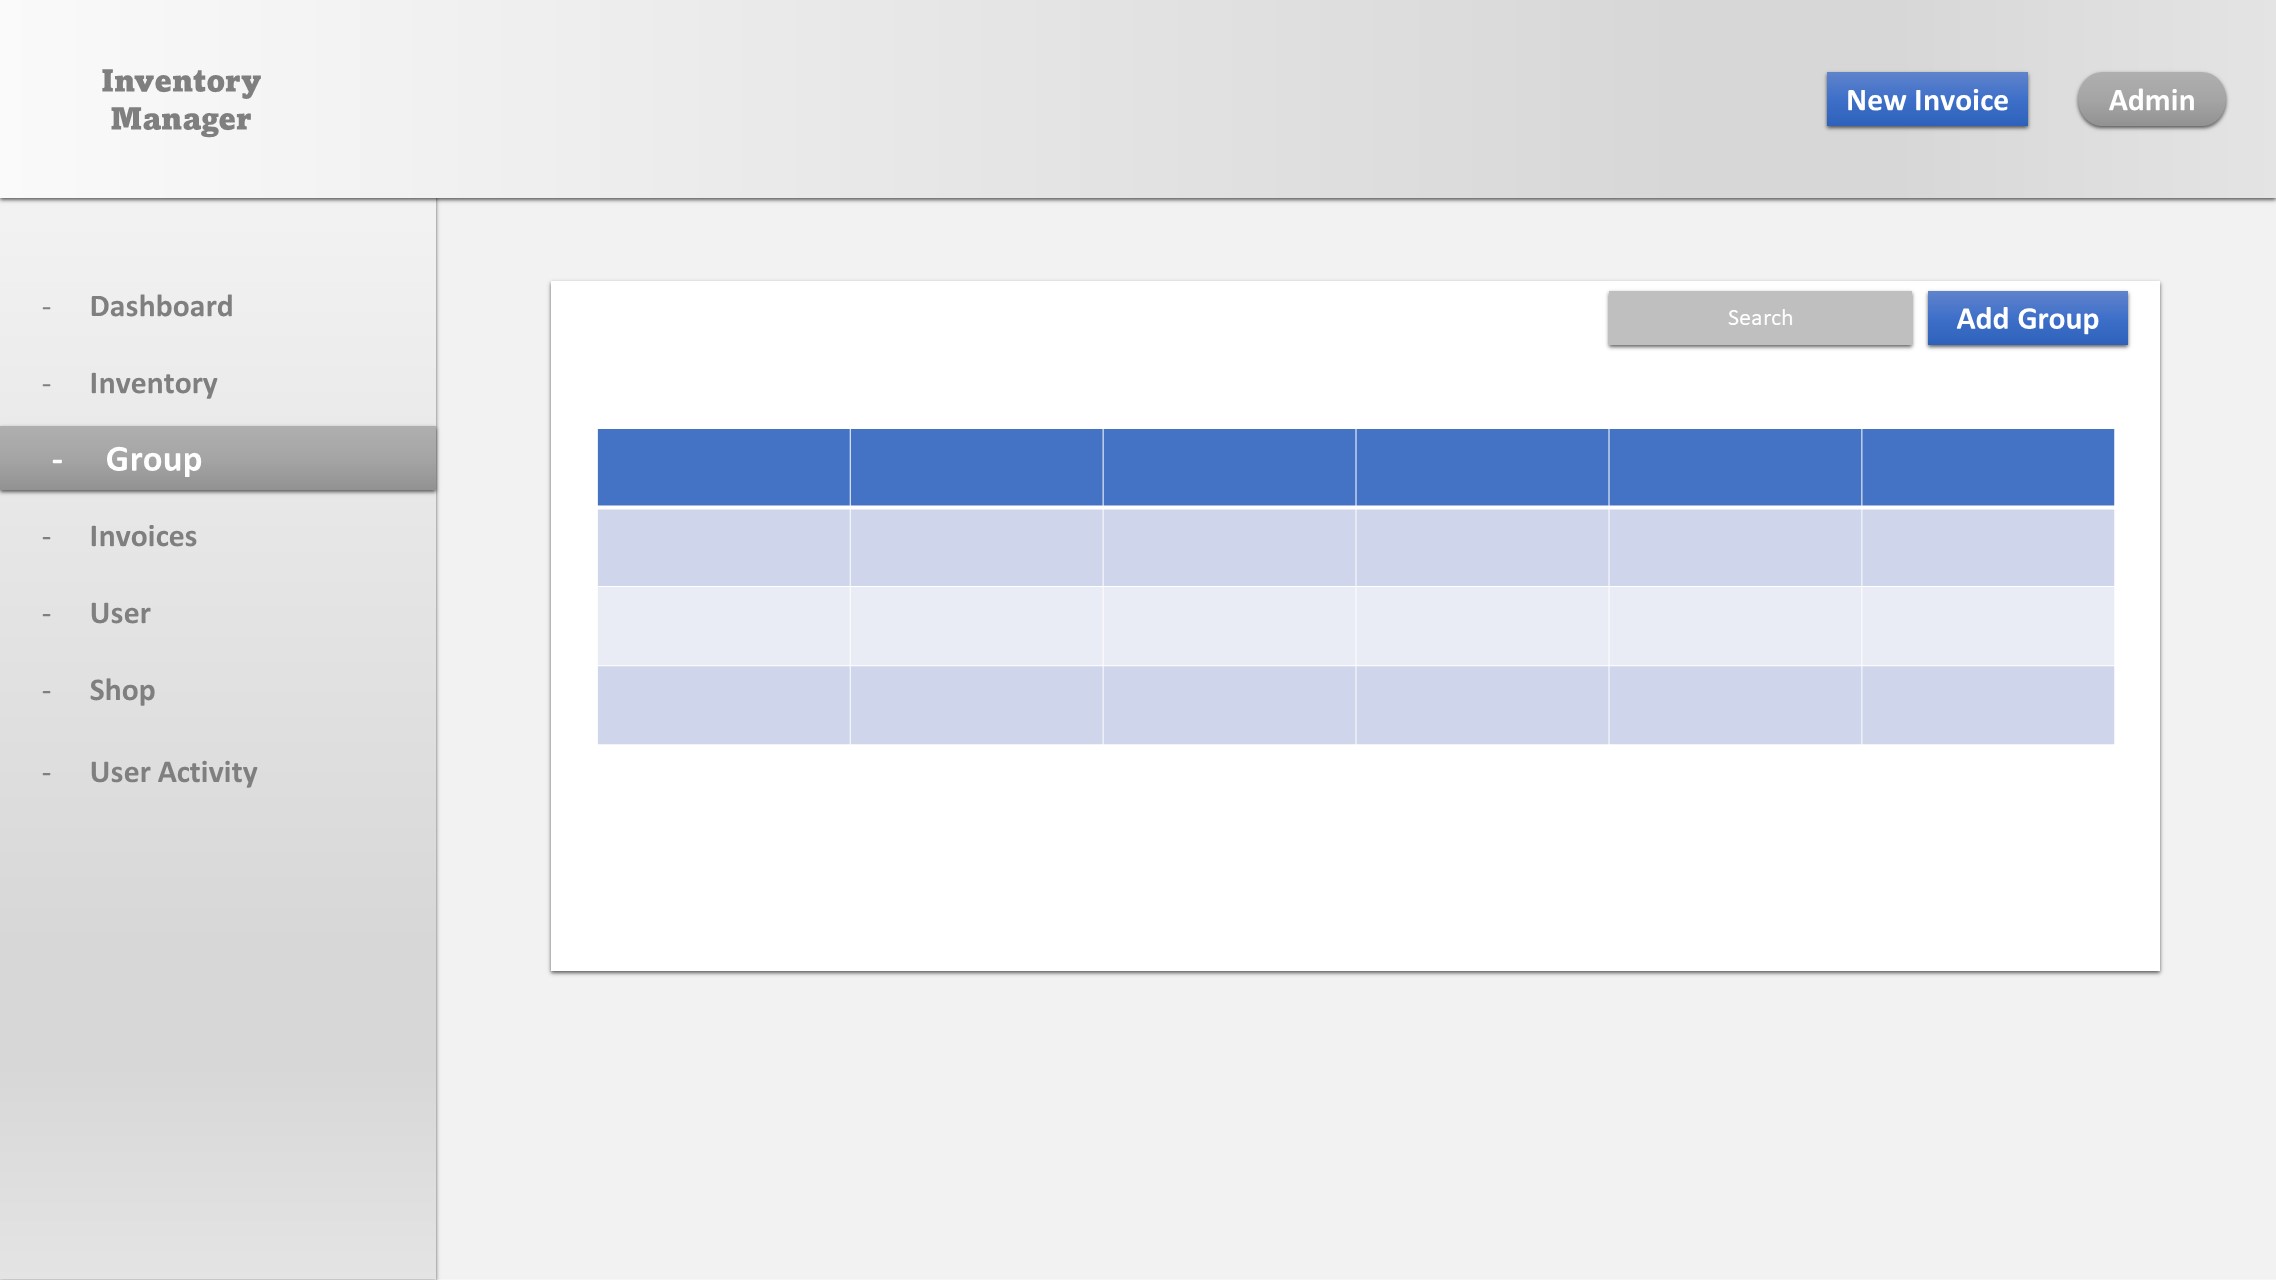 Inventory
Manager
New Invoice
Admin
- Dashboard
- Inventory
- Group
- Invoices
- User
- Shop
- User Activity
Search
Add Group